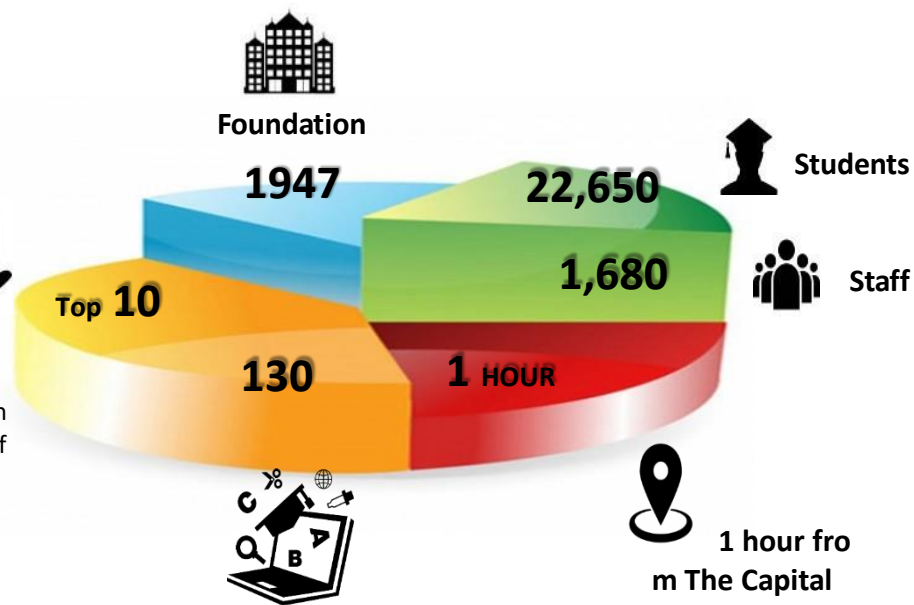 Foundation
1947
22,650
Students
1,680
Staff
Top 10
130
1 HOUR
n
f
C
A
B
1 hour fro
m The Capital